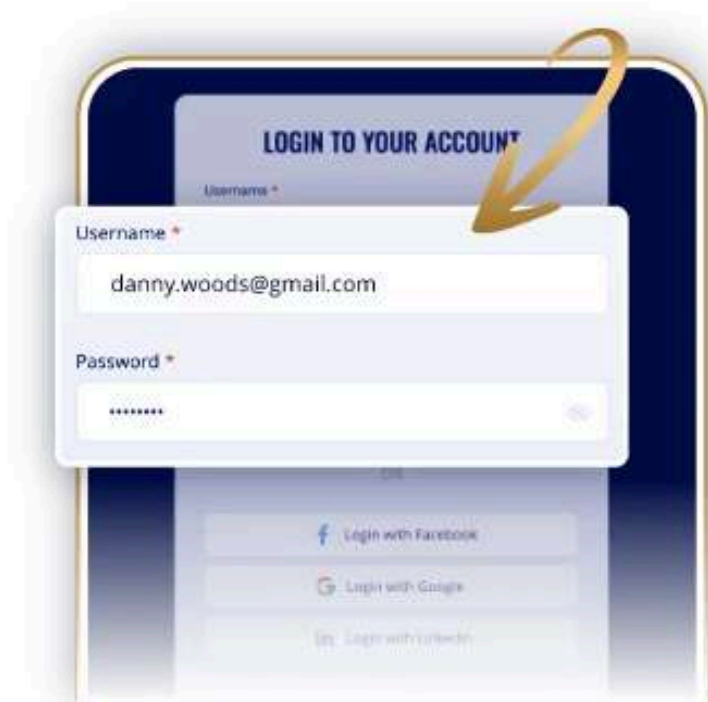 LOGIN TO YOUR ACCOUNT
Username *
Username *
danny.woods@gmail.com
Password *
••••••••
OR
Login with Facebook
Login with Google
Login with LinkedIn